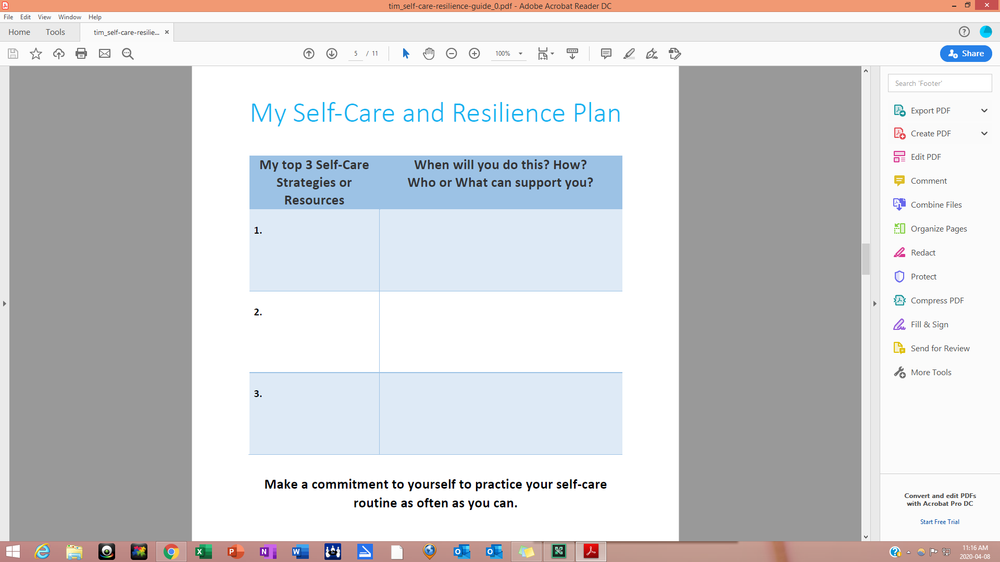 tim_self-care-resilience-guide_0.pdf - Adobe Acrobat Reader DC
File Edit View Window Help
Home Tools tim_self-care-resilie... ×
5 / 11 100% Share
Search 'Footer'
My Self-Care and Resilience Plan
My top 3 Self-Care
Strategies or
Resources
When will you do this? How?
Who or What can support you?
1.
2.
3.
Make a commitment to yourself to practice your self-care
routine as often as you can.
Export PDF
Create PDF
Edit PDF
Comment
Combine Files
Organize Pages
Redact
Protect
Compress PDF
Fill & Sign
Send for Review
More Tools
Convert and edit PDFs
with Acrobat Pro DC
Start Free Trial
11:16 AM
2020-04-08